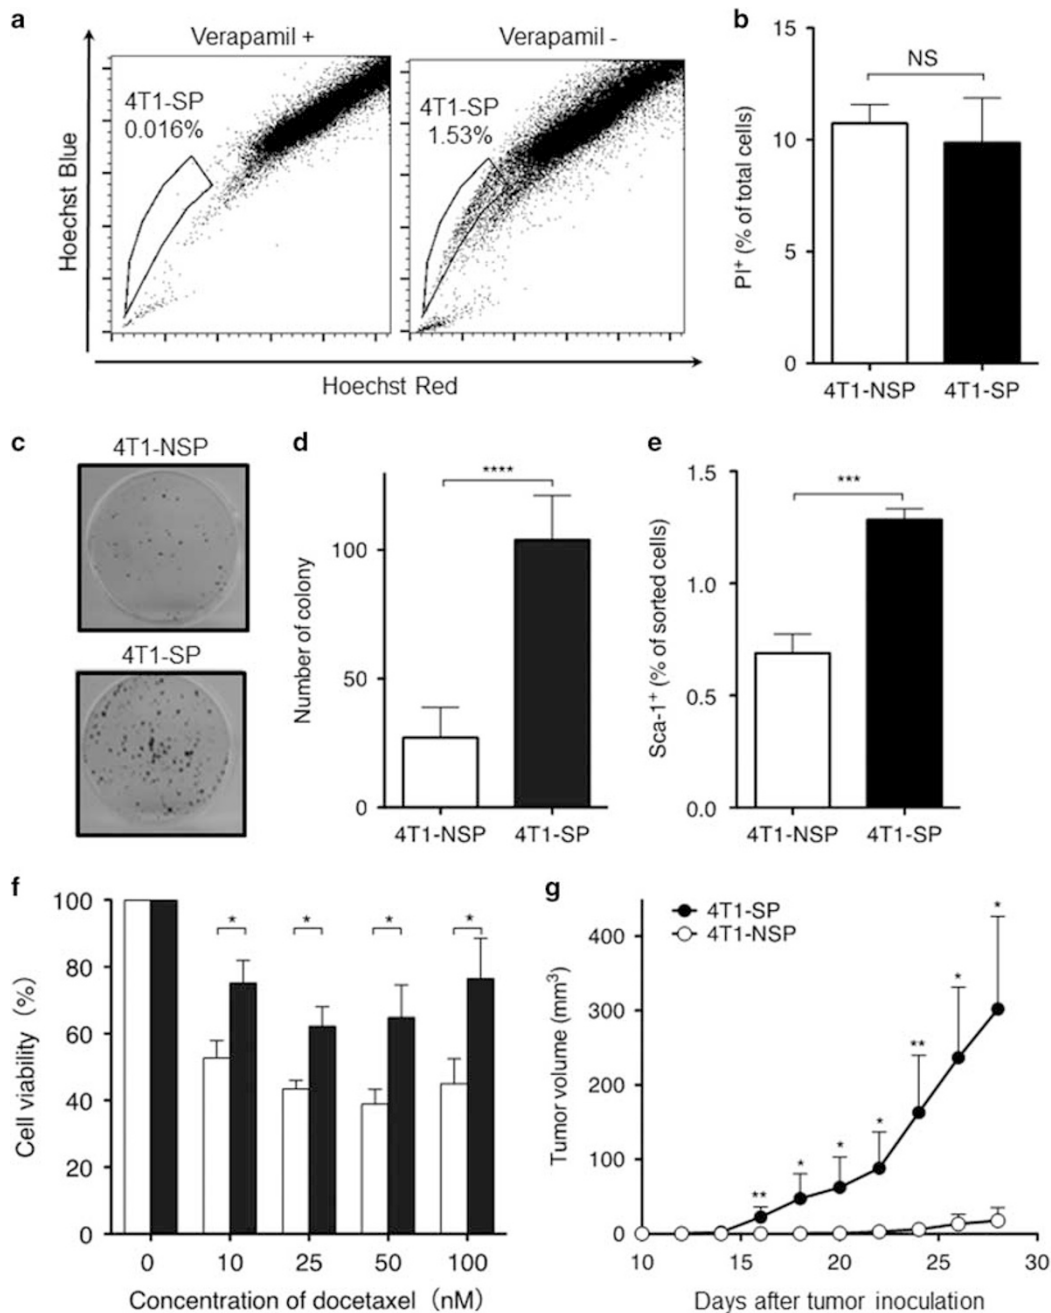 a
Verapamil +
Verapamil -
4T1-SP
0.016%
4T1-SP
1.53%
Hoechst Blue
Hoechst Red
b
15
10
5
0
NS
PI⁺ (% of total cells)
4T1-NSP
4T1-SP
c
4T1-NSP
4T1-SP
d
****
100
50
0
Number of colony
4T1-NSP
4T1-SP
e
***
1.5
1.0
0.5
0.0
Sca-1⁺ (% of sorted cells)
4T1-NSP
4T1-SP
f
100
80
60
40
20
0
* * * *
Cell viability (%)
0 10 25 50 100
Concentration of docetaxel (nM)
g
4T1-SP
4T1-NSP
400
300
200
100
0
** * * * ** * *
Tumor volume (mm³)
10 15 20 25 30
Days after tumor inoculation